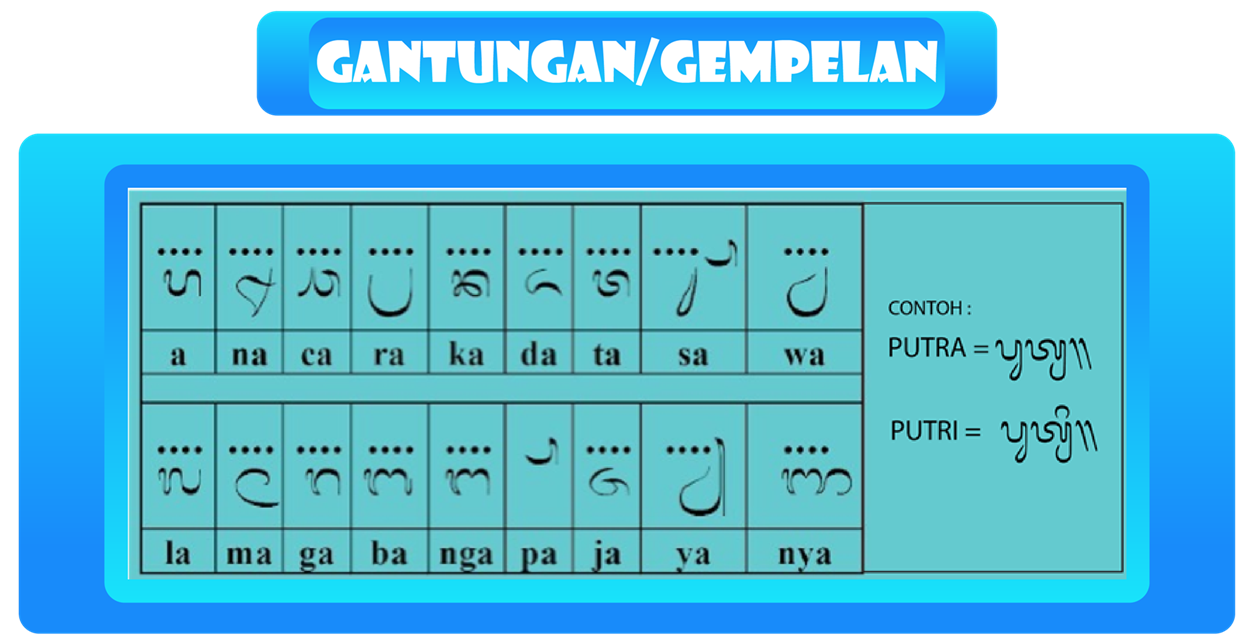 GANTUNGAN/GEMPELAN
.... ᭄ᬳ .... ᭄ᬦ .... ᭄ᬘ .... ᭄ᬭ .... ᭄ᬓ .... ᭄ᬤ .... ᭄ᬢ .... ᭄ᬲ .... ᭄ᬯ
a na ca ra ka da ta sa wa
.... ᭄ᬮ .... ᭄ᬫ .... ᭄ᬕ .... ᭄ᬩ .... ᭄ᬗ ᭄ᬧ .... ᭄ᬚ .... ᭄ᬬ .... ᭄ᬜ
la ma ga ba nga pa ja ya nya
CONTOH :
PUTRA = ᬧᬸᬢ᭄ᬭ᭟
PUTRI = ᬧᬸᬢ᭄ᬭᬶ᭟